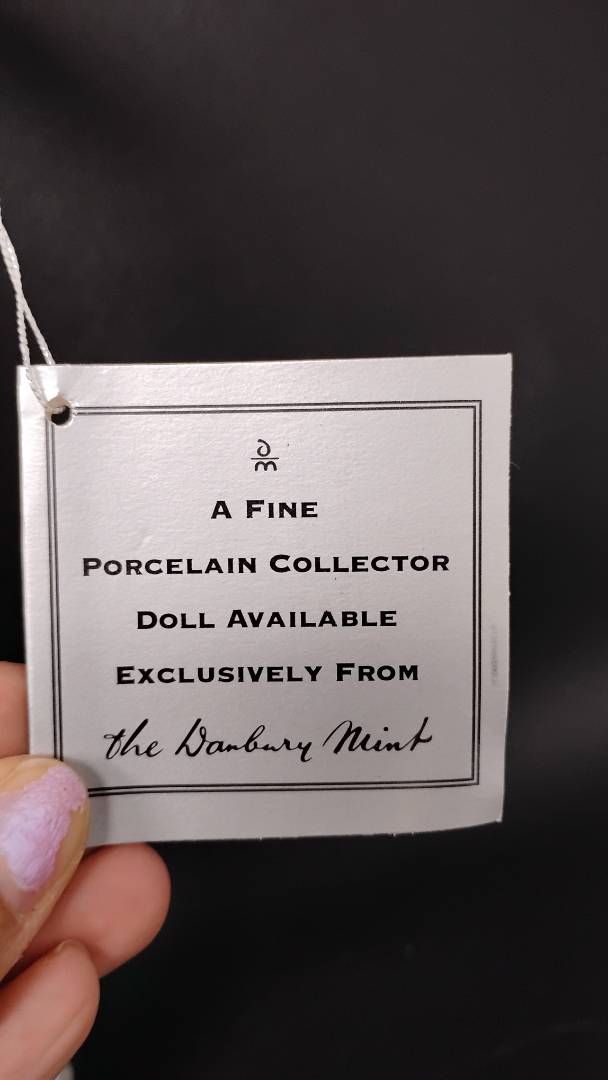 A FINE
PORCELAIN COLLECTOR
DOLL AVAILABLE
EXCLUSIVELY FROM
the Danbury Mint